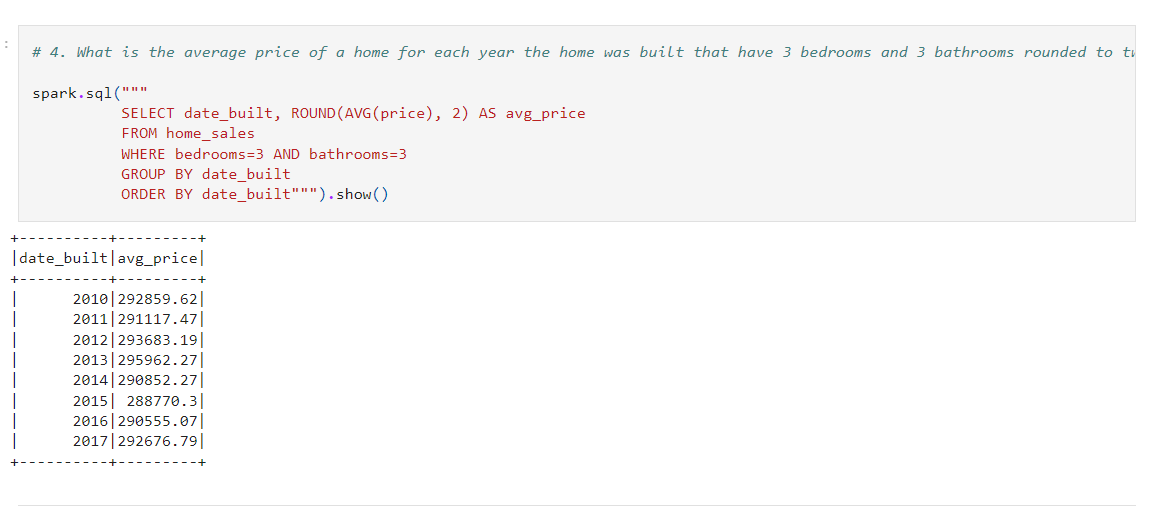 :
# 4. What is the average price of a home for each year the home was built that have 3 bedrooms and 3 bathrooms rounded to
spark.sql("""
SELECT date_built, ROUND(AVG(price), 2) AS avg_price
FROM home_sales
WHERE bedrooms=3 AND bathrooms=3
GROUP BY date_built
ORDER BY date_built""").show()
+----------+---------+
|date_built|avg_price|
+----------+---------+
|      2010|292859.62|
|      2011|291117.47|
|      2012|293683.19|
|      2013|295962.27|
|      2014|290852.27|
|      2015| 288770.3|
|      2016|290555.07|
|      2017|292676.79|
+----------+---------+